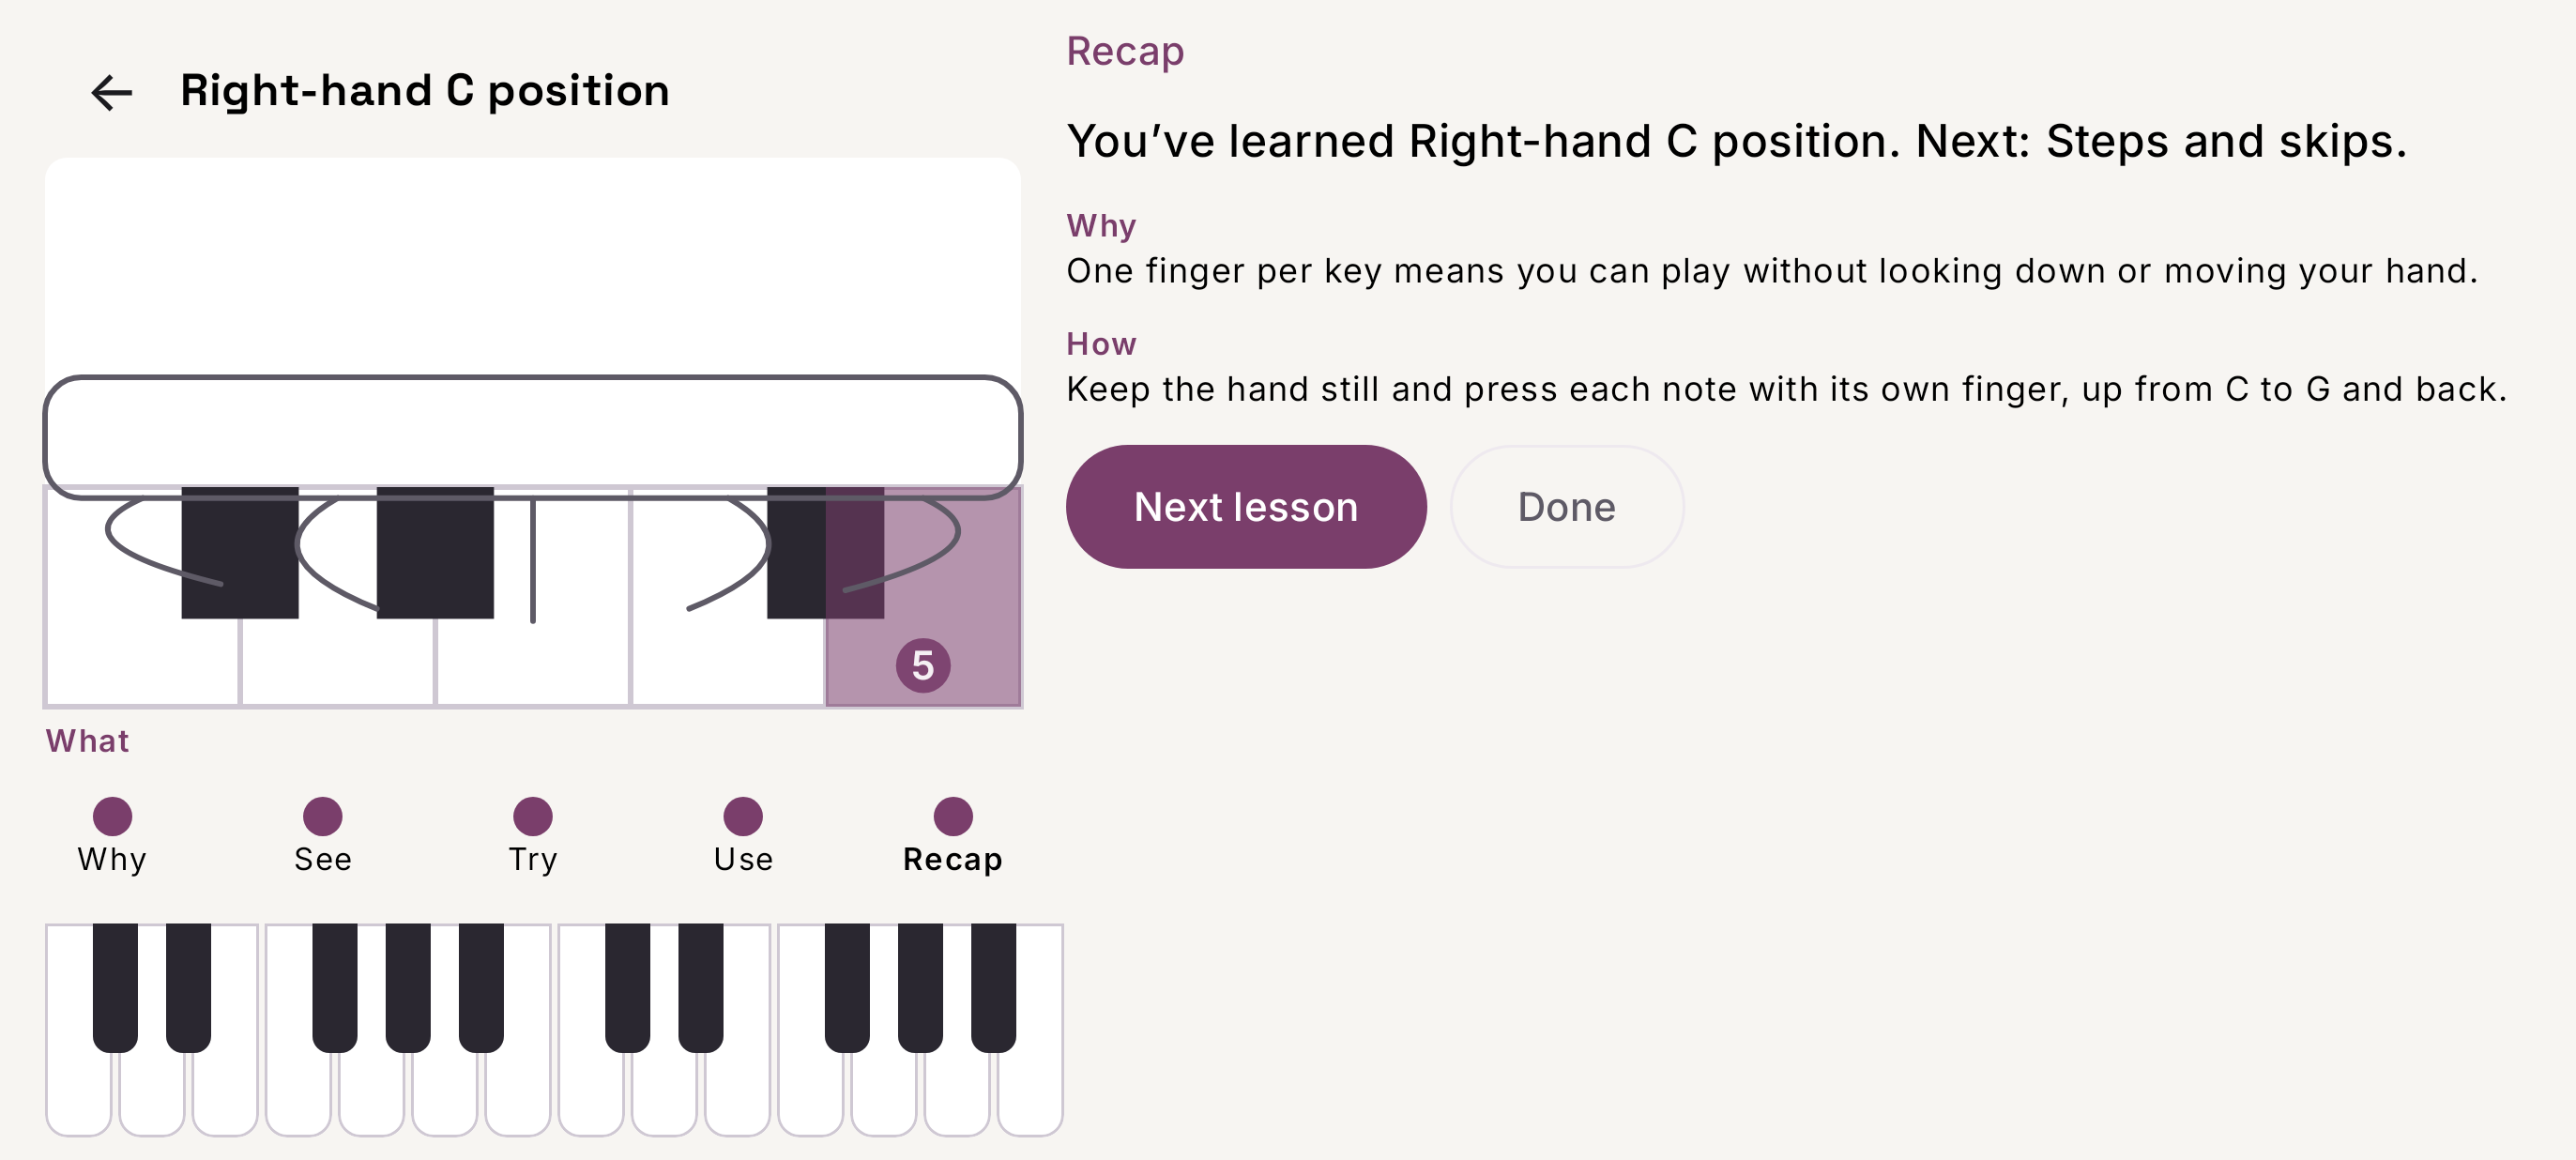 Right-hand C position
5
What
Why
See
Try
Use
Recap
Recap
You’ve learned Right-hand C position. Next: Steps and skips.
Why
One finger per key means you can play without looking down or moving your hand.
How
Keep the hand still and press each note with its own finger, up from C to G and back.
Next lesson
Done